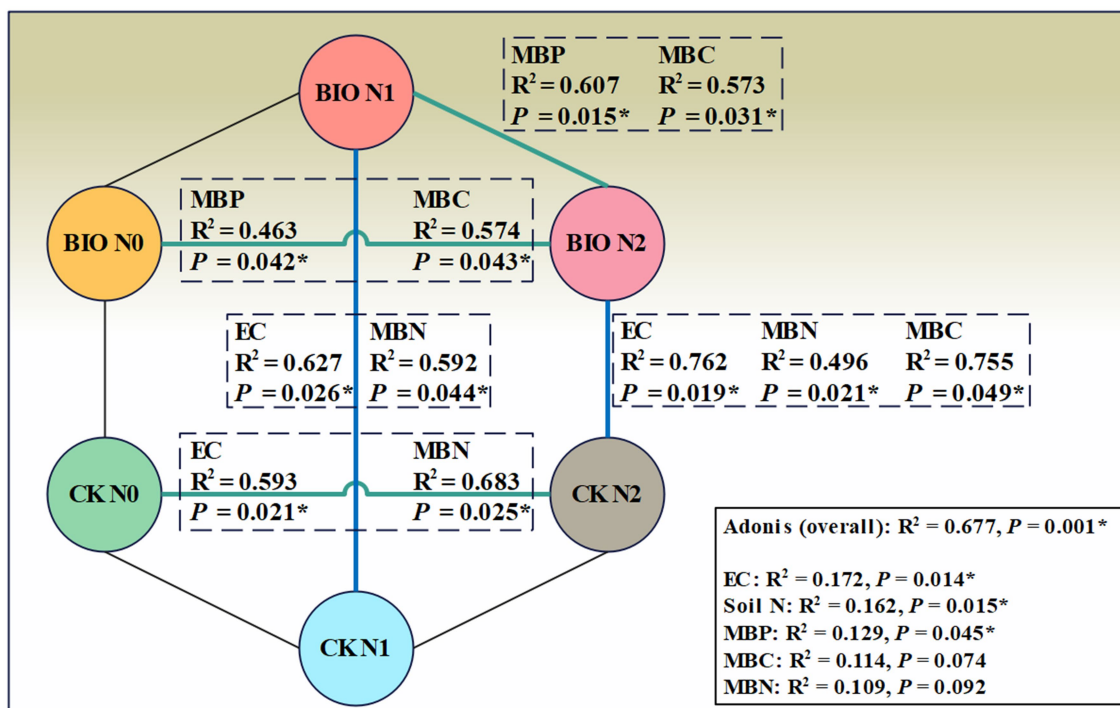 BIO N1
MBP MBC
R² = 0.607 R² = 0.573
P = 0.015* P = 0.031*
BIO N0
MBP MBC
R² = 0.463 R² = 0.574
P = 0.042* P = 0.043*
BIO N2
EC MBN
R² = 0.627 R² = 0.592
P = 0.026* P = 0.044*
EC MBN MBC
R² = 0.762 R² = 0.496 R² = 0.755
P = 0.019* P = 0.021* P = 0.049*
CK N0
EC MBN
R² = 0.593 R² = 0.683
P = 0.021* P = 0.025*
CK N2
CK N1
Adonis (overall): R² = 0.677, P = 0.001*
EC: R² = 0.172, P = 0.014*
Soil N: R² = 0.162, P = 0.015*
MBP: R² = 0.129, P = 0.045*
MBC: R² = 0.114, P = 0.074
MBN: R² = 0.109, P = 0.092